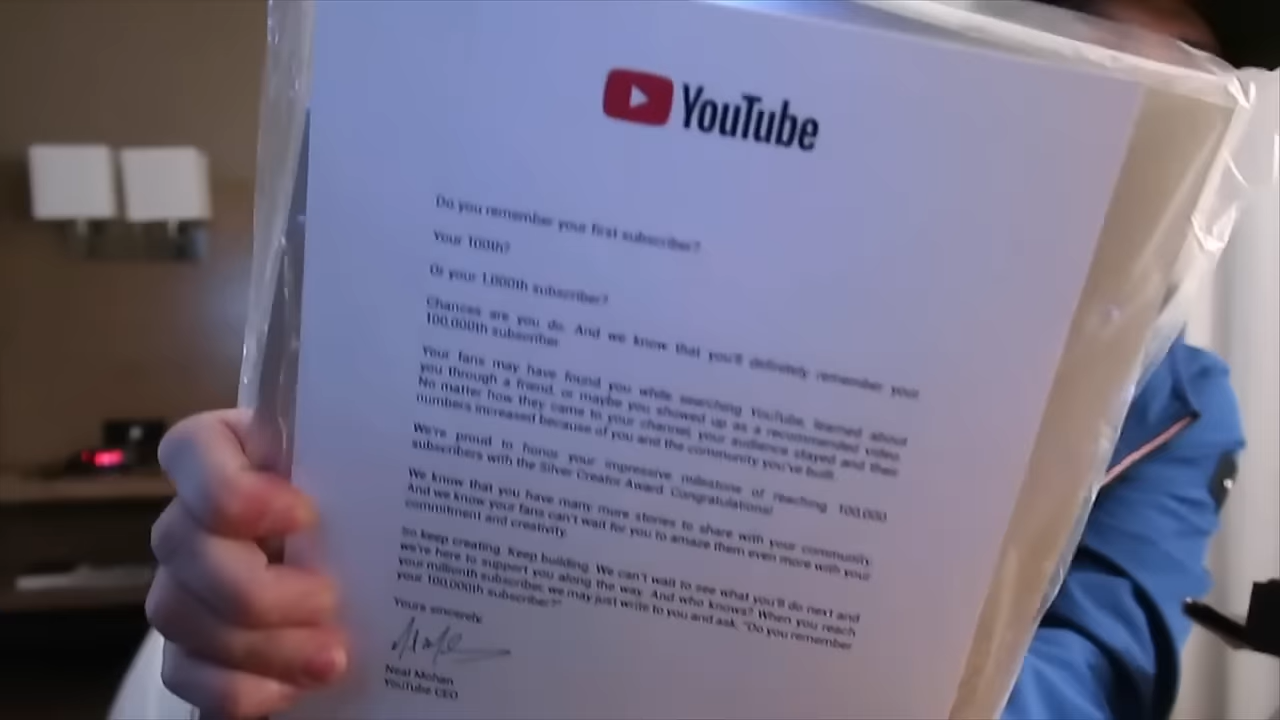 YouTube
Do you remember your first subscriber?
Your 100th?
Or your 1,000th subscriber?
Chances are you do. And we know that you'll definitely remember your
100,000th subscriber.
Your fans may have found you while searching YouTube, learned about
you through a friend, or maybe you showed up as a recommended video.
No matter how they came to your channel, your audience stayed and their
numbers increased because of you and the community you've built.
We're proud to honor your impressive milestone of reaching 100,000
subscribers with the Silver Creator Award. Congratulations!
We know that you have many more stories to share with your community.
And we know your fans can't wait for you to amaze them even more with your
commitment and creativity.
So keep creating. Keep building. We can't wait to see what you'll do next and
we're here to support you along the way. And who knows? When you reach
your millionth subscriber, we may just write to you and ask, "Do you remember
your 100,000th subscriber?"
Yours sincerely,
Neal Mohan
YouTube CEO